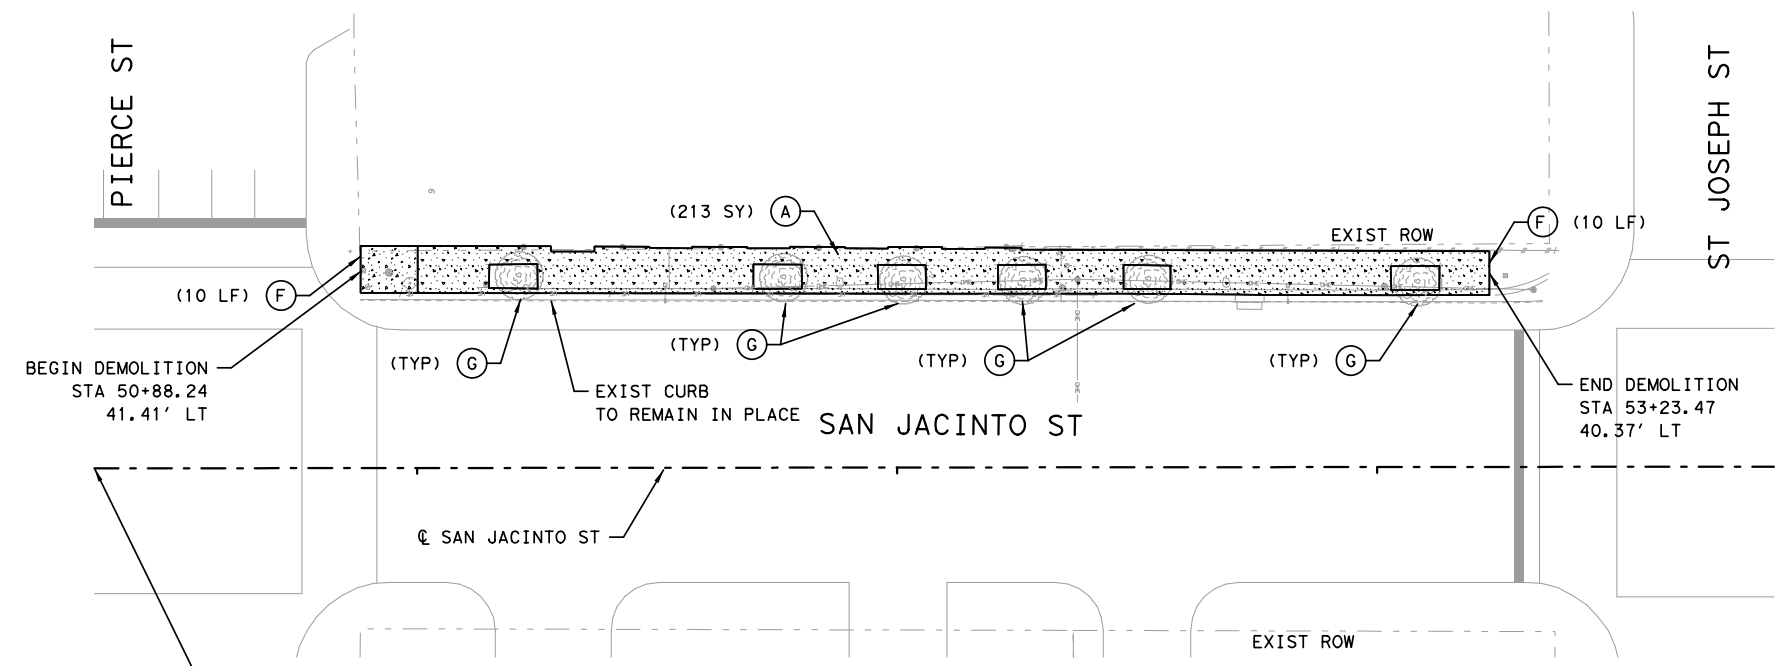 PIERCE ST
ST JOSEPH ST
(213 SY) A
F (10 LF)
EXIST ROW
(10 LF) F
(TYP) G
(TYP) G
(TYP) G
(TYP) G
BEGIN DEMOLITION
STA 50+88.24
41.41' LT
EXIST CURB
TO REMAIN IN PLACE
END DEMOLITION
STA 53+23.47
40.37' LT
SAN JACINTO ST
℄ SAN JACINTO ST
EXIST ROW
OHE
OHE